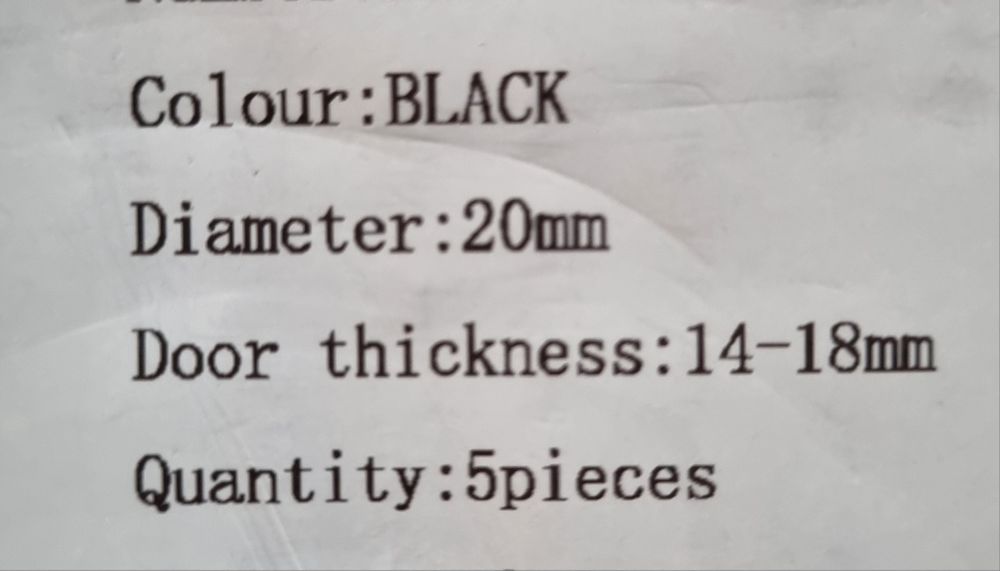 Colour:BLACK
Diameter:20mm
Door thickness:14-18mm
Quantity:5pieces